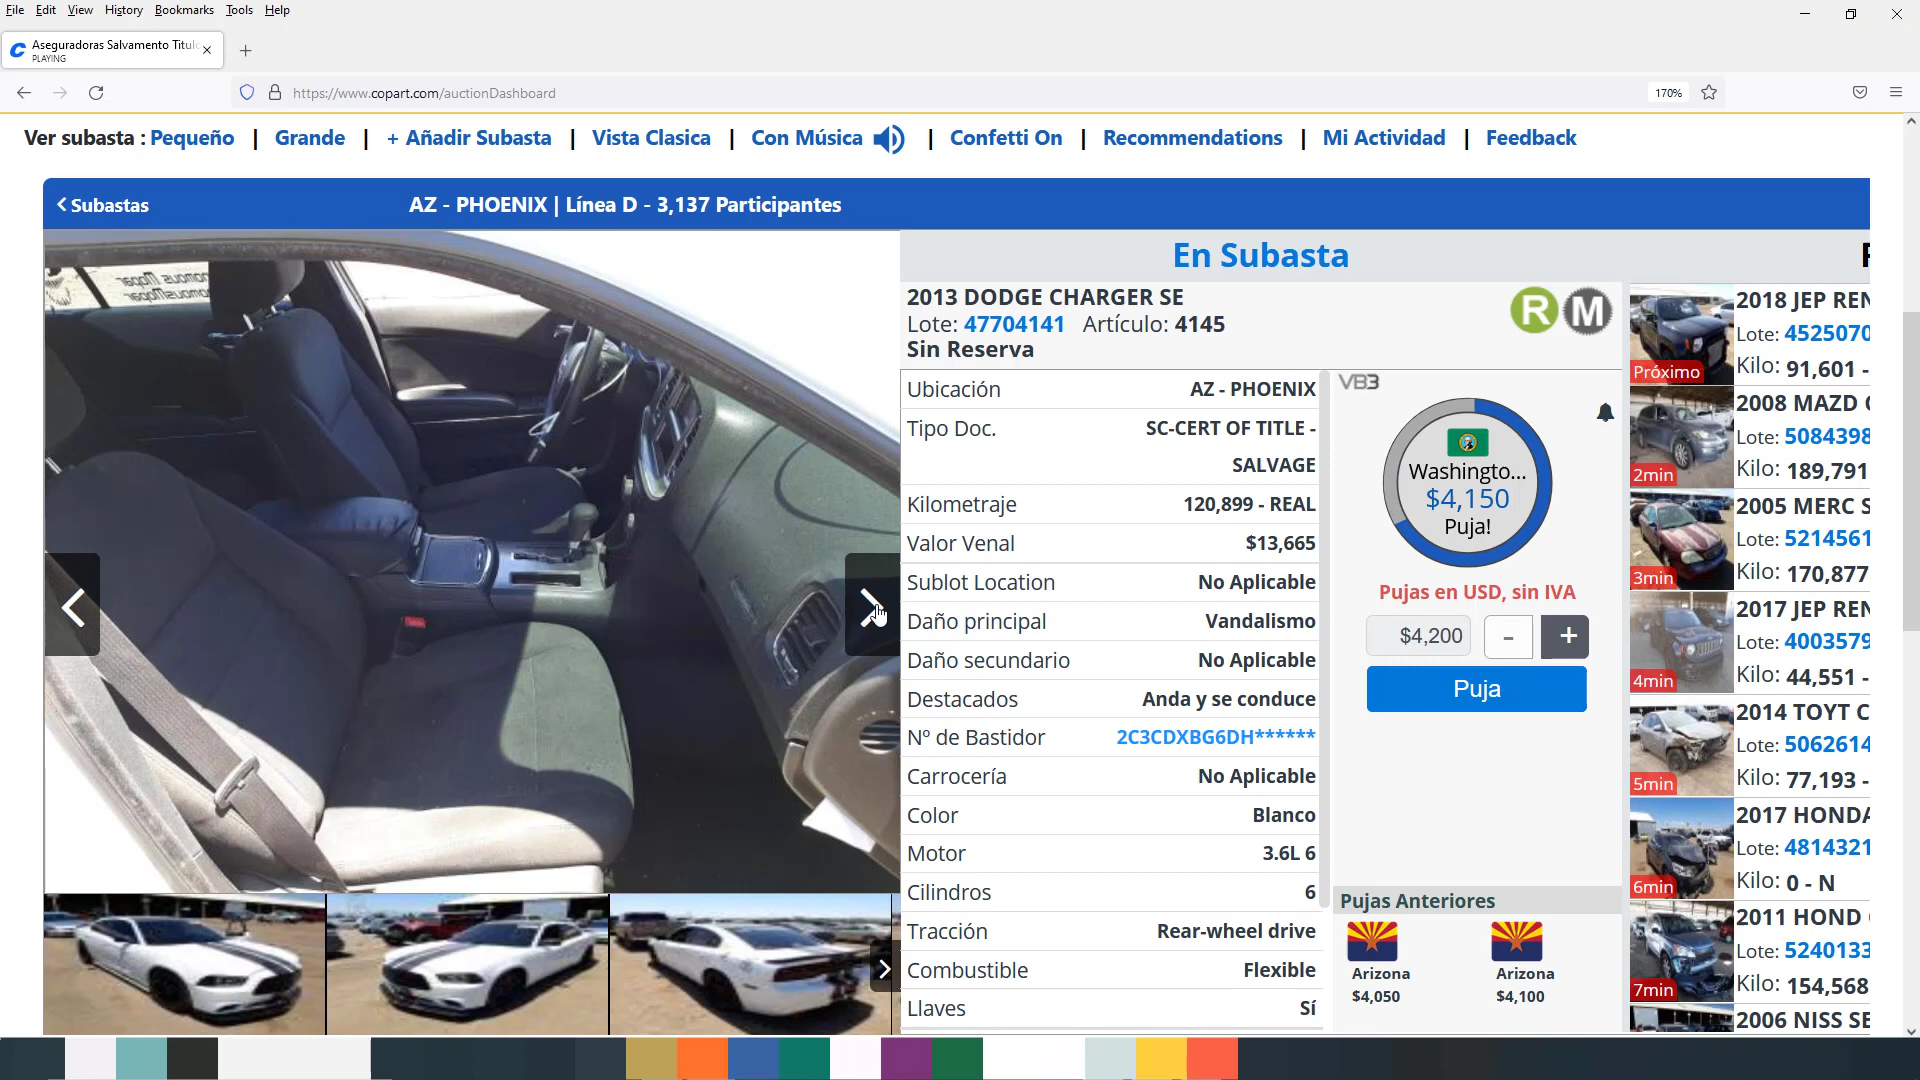 File Edit View History Bookmarks Tools Help
Aseguradoras Salvamento Titul
PLAYING
https://www.copart.com/auctionDashboard
170%
Ver subasta : Pequeño | Grande | + Añadir Subasta | Vista Clasica | Con Música | Confetti On | Recommendations | Mi Actividad | Feedback
Subastas
AZ - PHOENIX | Línea D - 3,137 Participantes
En Subasta
2013 DODGE CHARGER SE
Lote: 47704141 Artículo: 4145
Sin Reserva
R M
Ubicación AZ - PHOENIX
Tipo Doc. SC-CERT OF TITLE -
SALVAGE
Kilometraje 120,899 - REAL
Valor Venal $13,665
Sublot Location No Aplicable
Daño principal Vandalismo
Daño secundario No Aplicable
Destacados Anda y se conduce
Nº de Bastidor 2C3CDXBG6DH******
Carrocería No Aplicable
Color Blanco
Motor 3.6L 6
Cilindros 6
Tracción Rear-wheel drive
Combustible Flexible
Llaves Sí
VB3
Washingto...
$4,150
Puja!
Pujas en USD, sin IVA
$4,200 - +
Puja
Pujas Anteriores
Arizona Arizona
$4,050 $4,100
2018 JEP REN
Lote: 4525070
Kilo: 91,601 -
Próximo
2008 MAZD
Lote: 5084398
Kilo: 189,791
2min
2005 MERC S
Lote: 5214561
Kilo: 170,877
3min
2017 JEP REN
Lote: 4003579
Kilo: 44,551 -
4min
2014 TOYT C
Lote: 5062614
Kilo: 77,193 -
5min
2017 HONDA
Lote: 4814321
Kilo: 0 - N
6min
2011 HOND
Lote: 5240133
Kilo: 154,568
7min
2006 NISS SE